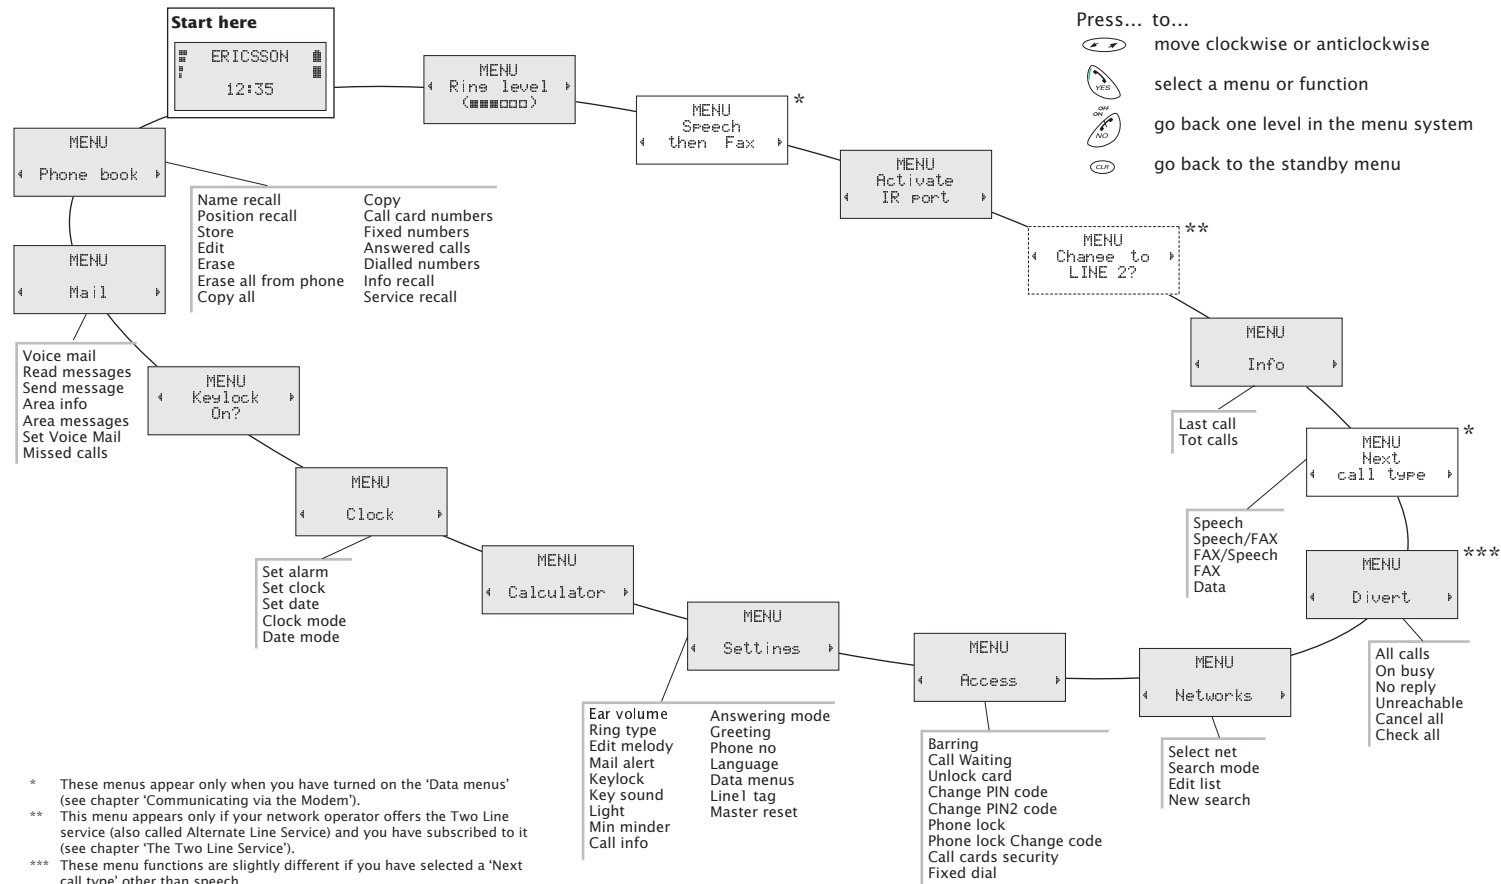 Start here
ERICSSON
12:35
MENU
Ring level
MENU
Speech
then Fax
*
MENU
Activate
IR port
MENU
Change to
LINE 2?
**
MENU
Info
Last call
Tot calls
MENU
Next
call type
*
Speech
Speech/FAX
FAX/Speech
FAX
Data
MENU
Divert
***
All calls
On busy
No reply
Unreachable
Cancel all
Check all
MENU
Networks
Select net
Search mode
Edit list
New search
MENU
Access
Barring
Call Waiting
Unlock card
Change PIN code
Change PIN2 code
Phone lock
Phone lock Change code
Call cards security
Fixed dial
MENU
Settings
Ear volume
Ring type
Edit melody
Mail alert
Keylock
Key sound
Light
Min minder
Call info
Answering mode
Greeting
Phone no
Language
Data menus
Line1 tag
Master reset
MENU
Calculator
MENU
Clock
Set alarm
Set clock
Set date
Clock mode
Date mode
MENU
Keylock
On?
MENU
Mail
Voice mail
Read messages
Send message
Area info
Area messages
Set Voice Mail
Missed calls
MENU
Phone book
Name recall
Position recall
Store
Edit
Erase
Erase all from phone
Copy all
Copy
Call card numbers
Fixed numbers
Answered calls
Dialled numbers
Info recall
Service recall
Press... to...
move clockwise or anticlockwise
YES
select a menu or function
OFF
ON
NO
go back one level in the menu system
CLR
go back to the standby menu
* These menus appear only when you have turned on the ‘Data menus’
(see chapter ‘Communicating via the Modem’).
** This menu appears only if your network operator offers the Two Line
service (also called Alternate Line Service) and you have subscribed to it
(see chapter ‘The Two Line Service’).
*** These menu functions are slightly different if you have selected a ‘Next
call type’ other than speech